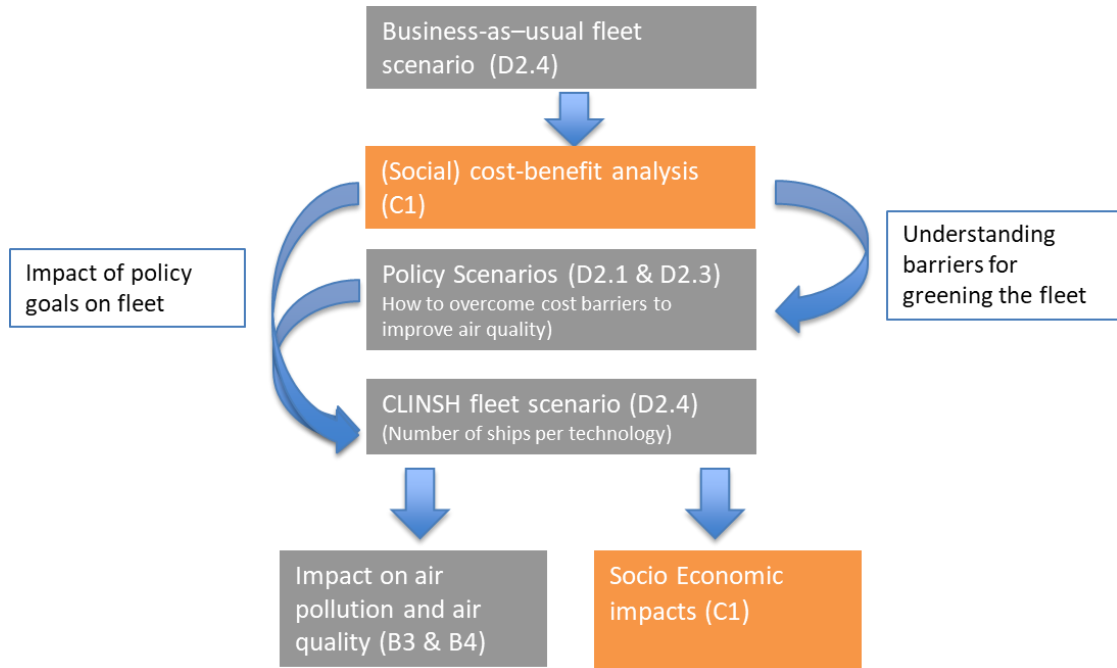 Business-as–usual fleet
scenario (D2.4)
(Social) cost-benefit analysis
(C1)
Impact of policy
goals on fleet
Understanding
barriers for
greening the fleet
Policy Scenarios (D2.1 & D2.3)
How to overcome cost barriers to
improve air quality)
CLINSH fleet scenario (D2.4)
(Number of ships per technology)
Impact on air
pollution and air
quality (B3 & B4)
Socio Economic
impacts (C1)